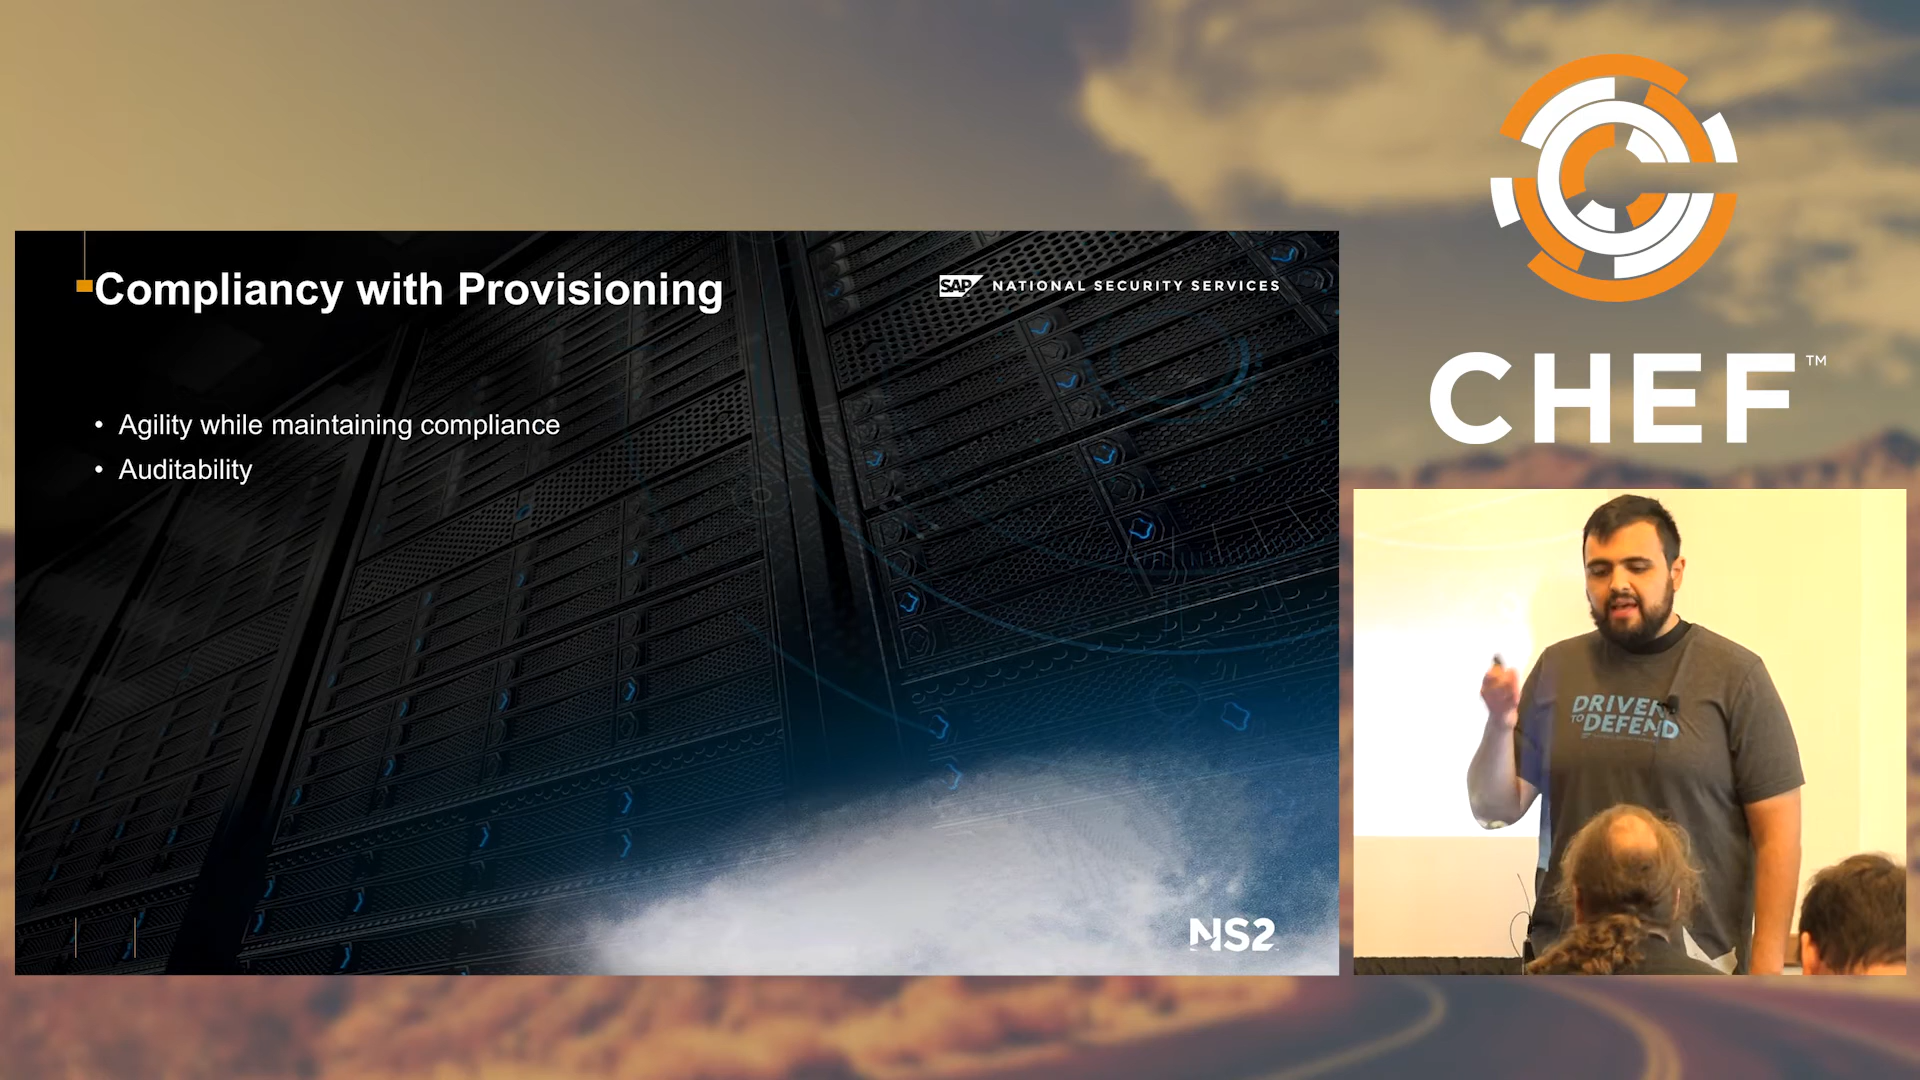 Compliancy with Provisioning
SAP NATIONAL SECURITY SERVICES
• Agility while maintaining compliance
• Auditability
NS2
CHEF™
DRIVEN
TO DEFEND